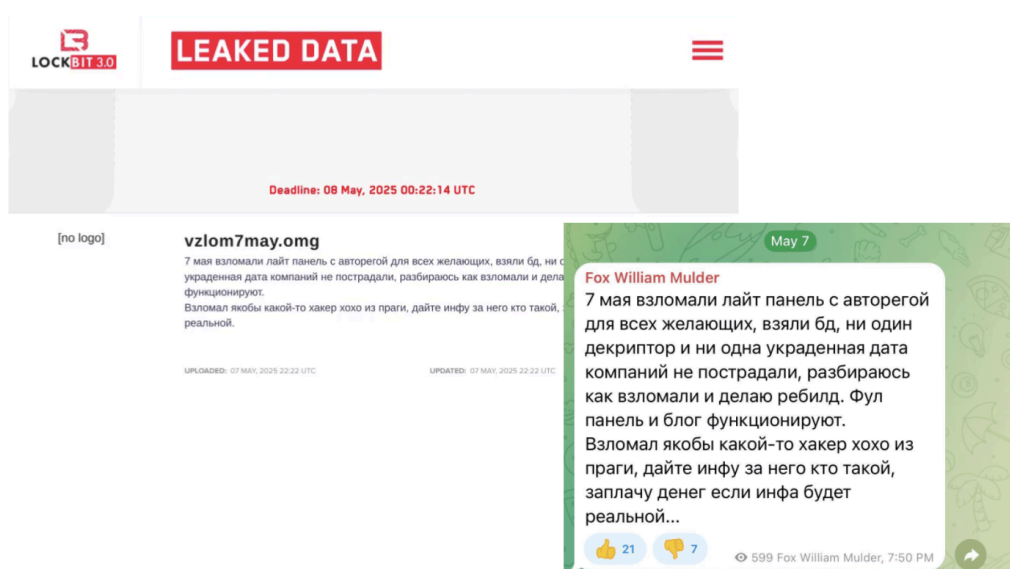 LOCKBIT 3.0
LEAKED DATA
Deadline: 08 May, 2025 00:22:14 UTC
[no logo]
vzlom7may.omg
7 мая взломали лайт панель с авторегой для всех желающих, взяли бд, ни
украденная дата компаний не пострадали, разбираюсь как взломали и дела
функционируют.
Взломал якобы какой-то хакер хохо из праги, дайте инфу за него кто такой,
реальной.
UPLOADED: 07 MAY, 2025 22:22 UTC
UPDATED: 07 MAY, 2025 22:22 UTC
May 7
Fox William Mulder
7 мая взломали лайт панель с авторегой
для всех желающих, взяли бд, ни один
декриптор и ни одна украденная дата
компаний не пострадали, разбираюсь
как взломали и делаю ребилд. Фул
панель и блог функционируют.
Взломал якобы какой-то хакер хохо из
праги, дайте инфу за него кто такой,
заплачу денег если инфа будет
реальной...
21
7
599 Fox William Mulder, 7:50 PM